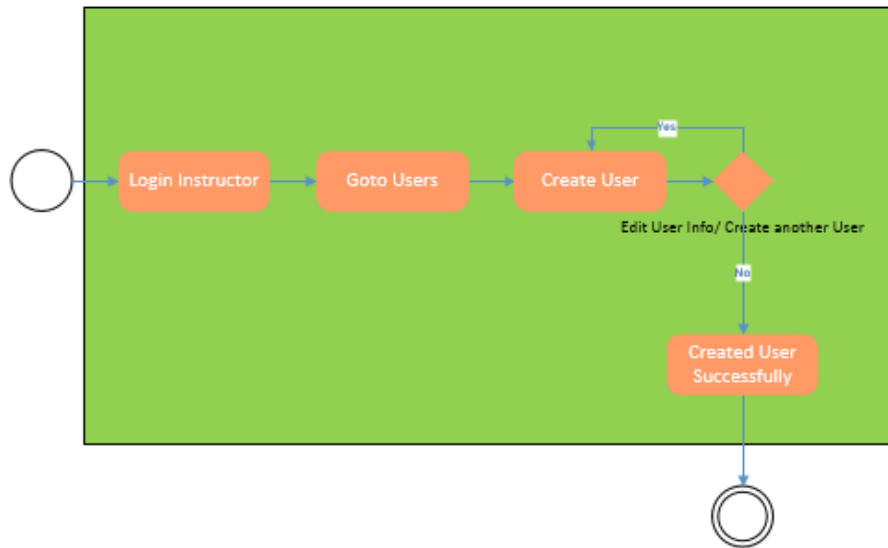 Yes
Login Instructor
Goto Users
Create User
Edit User Info/ Create another User
No
Created User
Successfully